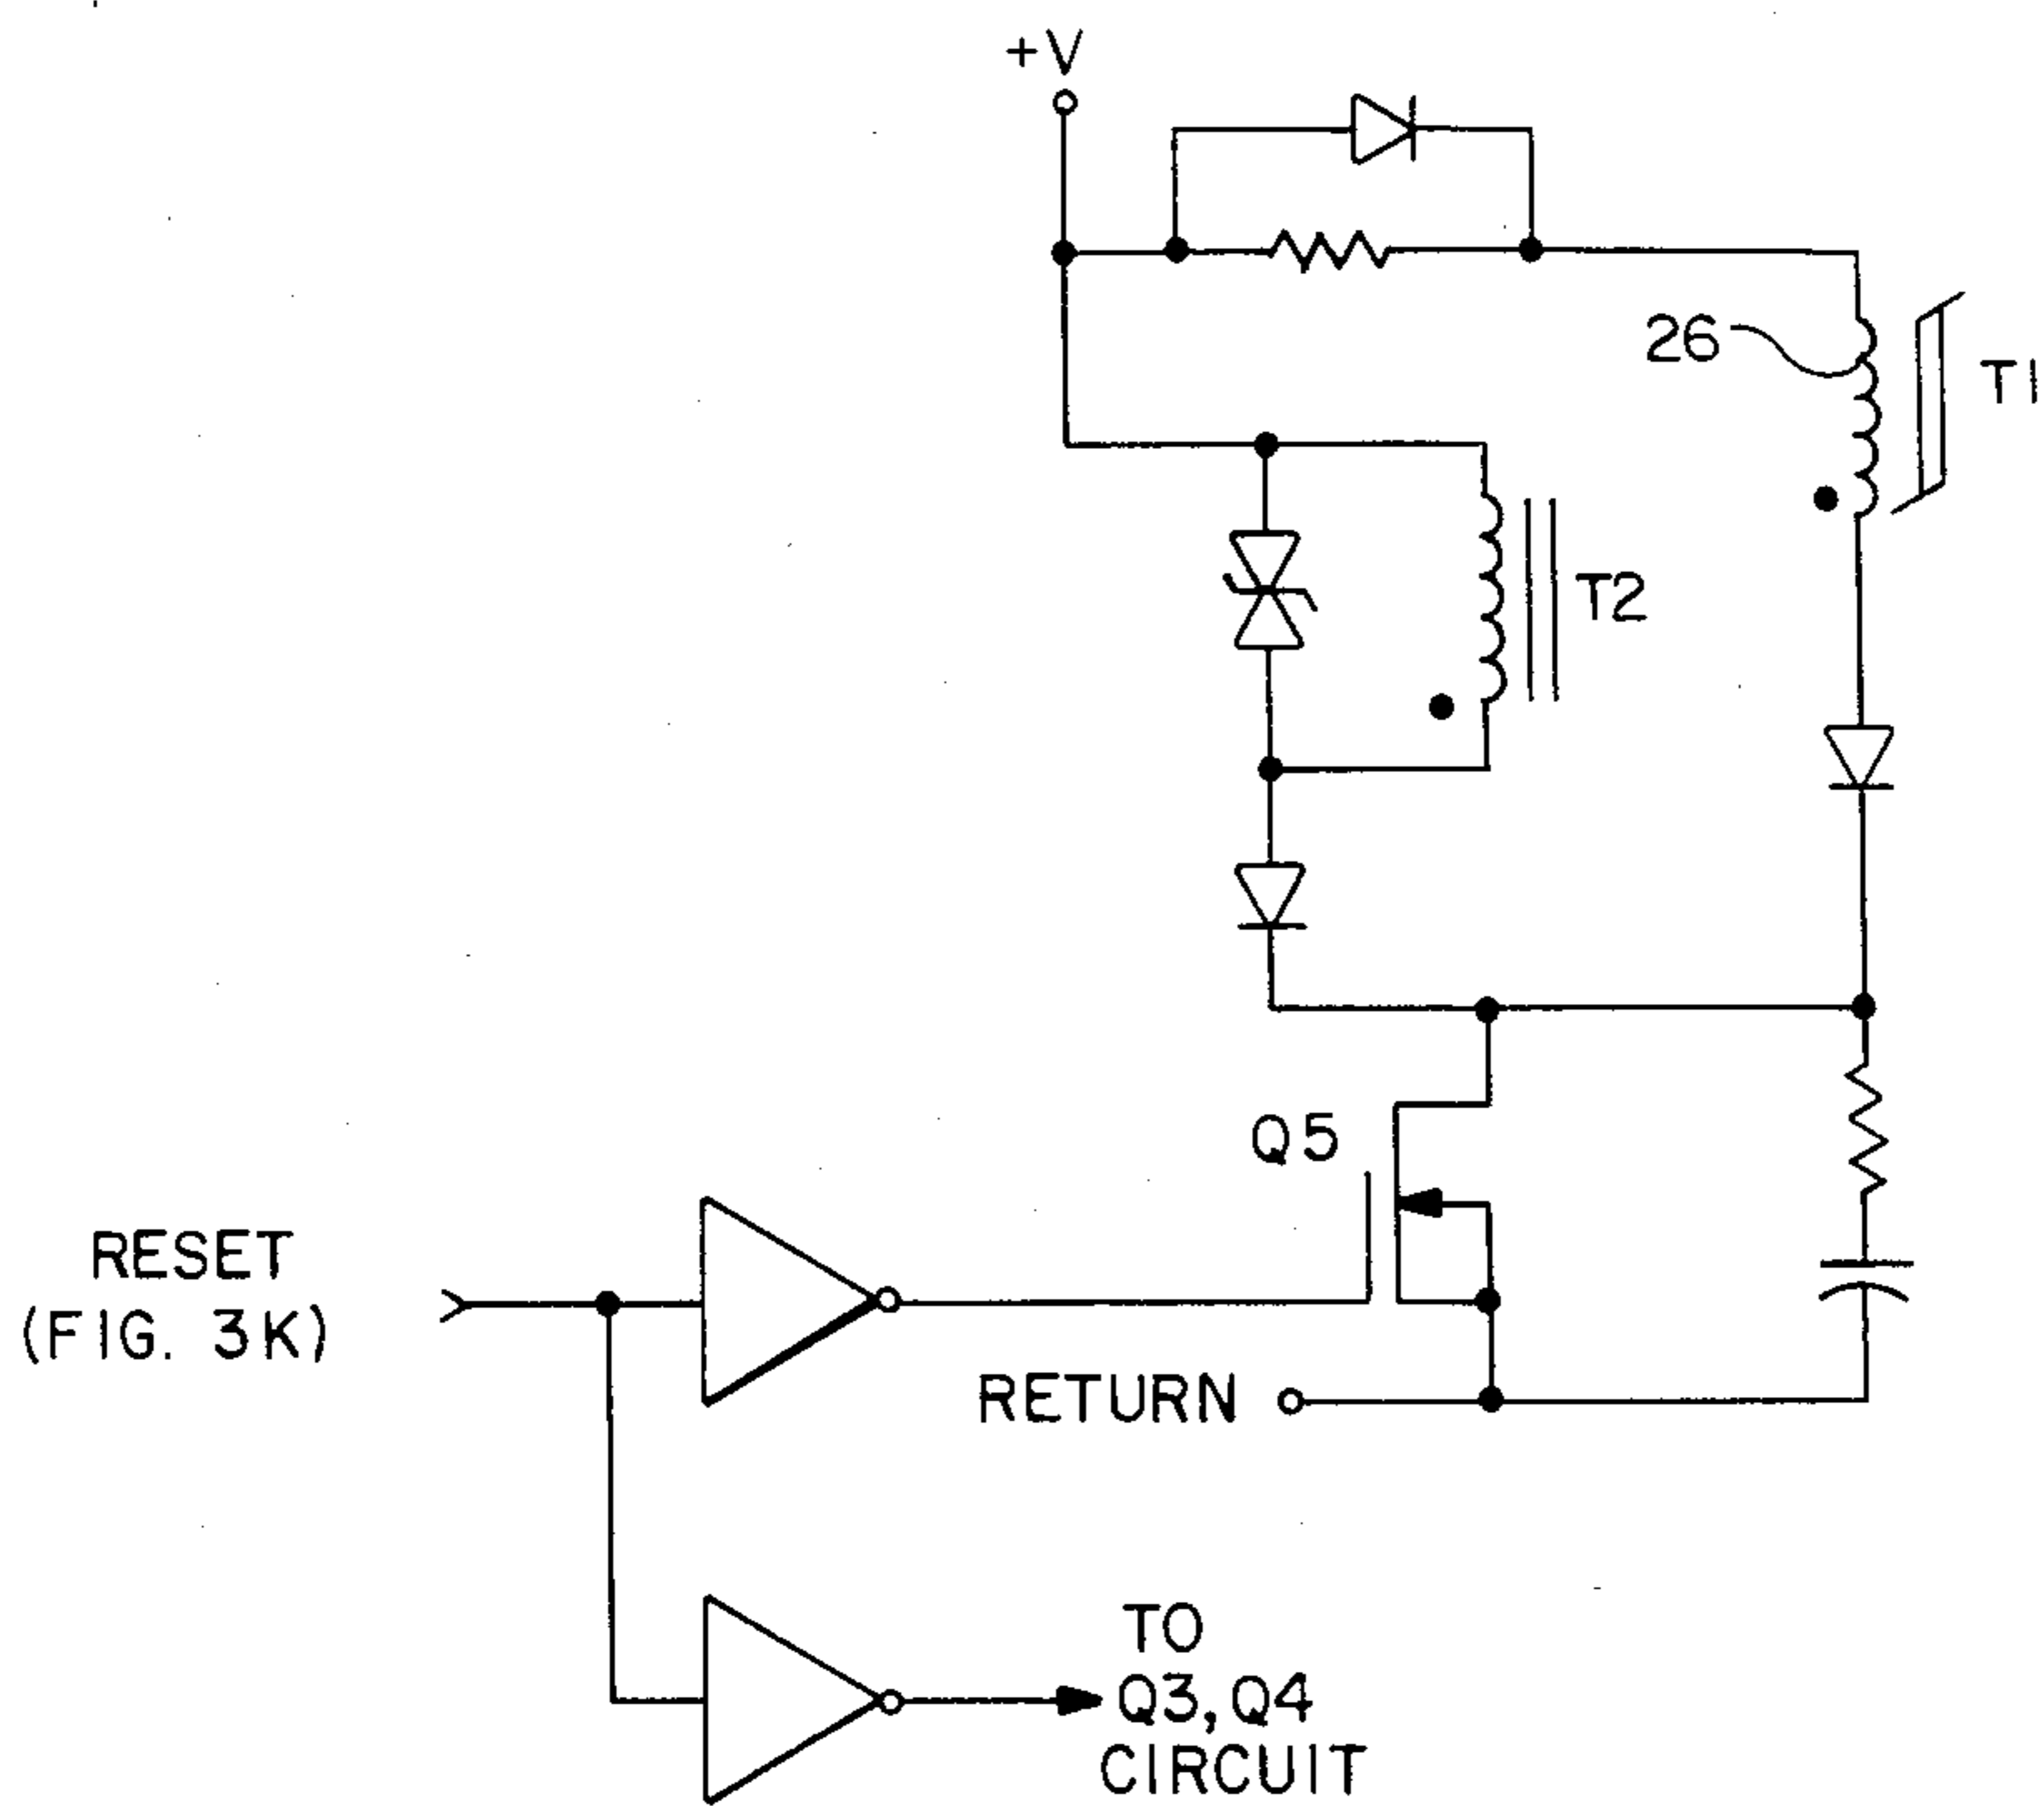 +V
26
T1
T2
Q5
RESET
(FIG. 3K)
RETURN
TO
Q3, Q4
CIRCUIT